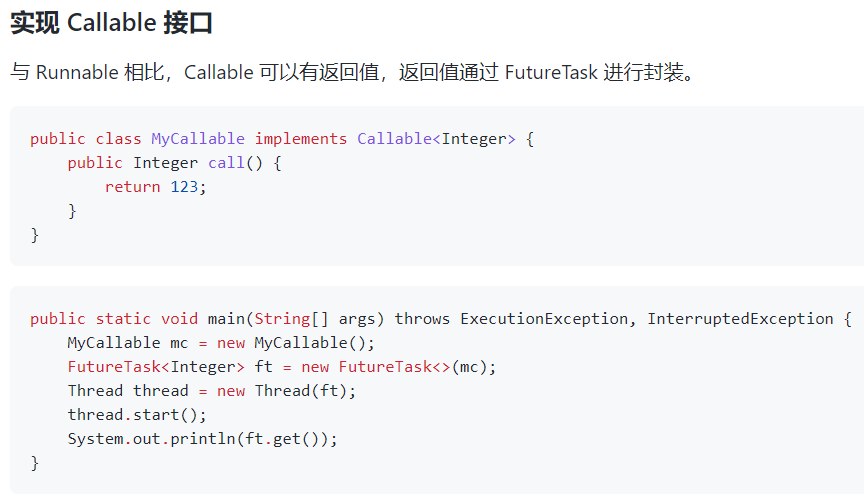 实现 Callable 接口
与 Runnable 相比，Callable 可以有返回值，返回值通过 FutureTask 进行封装。
public class MyCallable implements Callable<Integer> {
    public Integer call() {
        return 123;
    }
}
public static void main(String[] args) throws ExecutionException, InterruptedException {
    MyCallable mc = new MyCallable();
    FutureTask<Integer> ft = new FutureTask<>(mc);
    Thread thread = new Thread(ft);
    thread.start();
    System.out.println(ft.get());
}